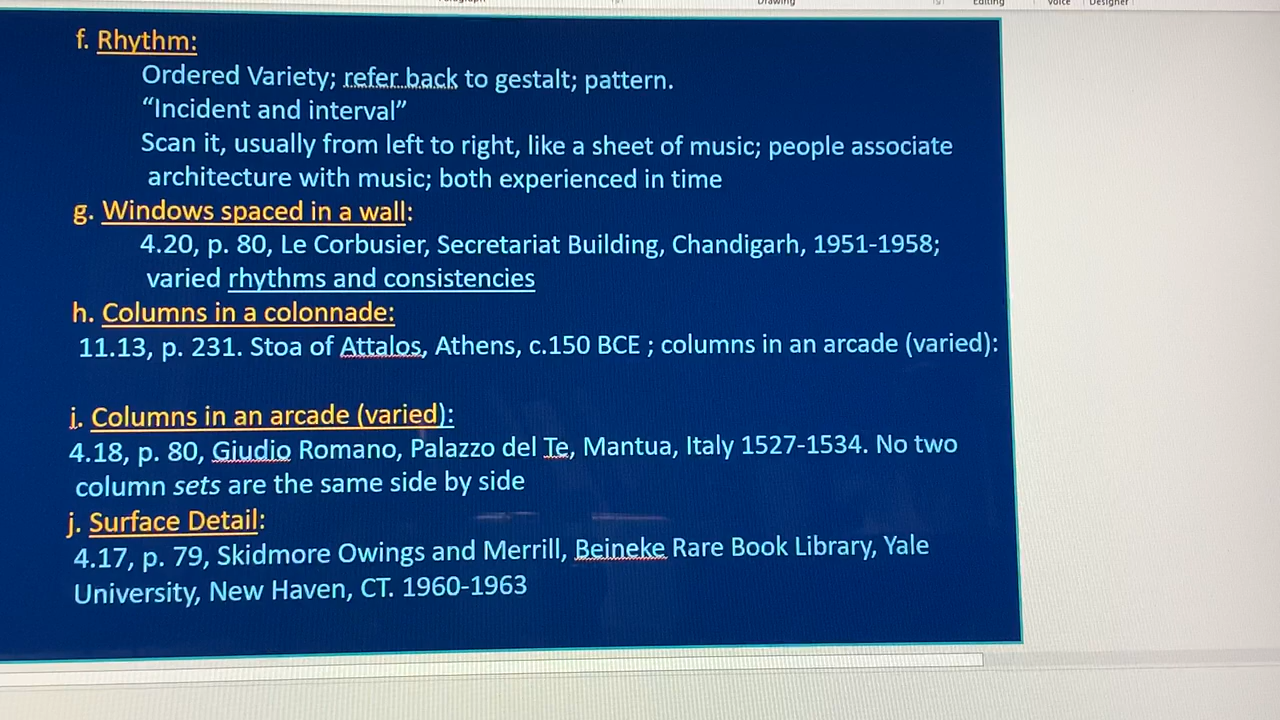 Drawing
Editing
Voice
Designer
f. Rhythm:
Ordered Variety; refer back to gestalt; pattern.
“Incident and interval”
Scan it, usually from left to right, like a sheet of music; people associate
architecture with music; both experienced in time
g. Windows spaced in a wall:
4.20, p. 80, Le Corbusier, Secretariat Building, Chandigarh, 1951-1958;
varied rhythms and consistencies
h. Columns in a colonnade:
11.13, p. 231. Stoa of Attalos, Athens, c.150 BCE ; columns in an arcade (varied):
i. Columns in an arcade (varied):
4.18, p. 80, Giudio Romano, Palazzo del Te, Mantua, Italy 1527-1534. No two
column sets are the same side by side
j. Surface Detail:
4.17, p. 79, Skidmore Owings and Merrill, Beineke Rare Book Library, Yale
University, New Haven, CT. 1960-1963